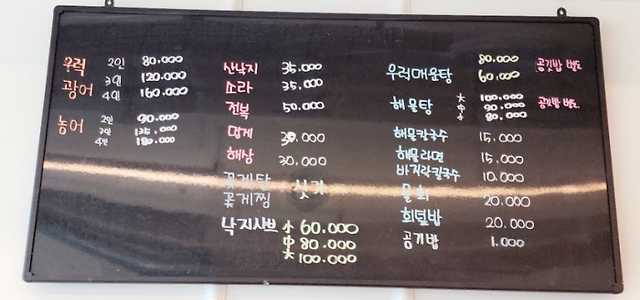 우럭 2인 80.000
광어 3인 120.000
4인 160.000
농어 2인 90.000
3인 135.000
4인 180.000
산낙지 35.000
소라 35.000
전복 50.000
멍게 30.000
해삼 30.000
꽃게탕 싯가
꽃게찜
낙지샤브 小 60.000
中 80.000
大 100.000
우럭매운탕 80.000 공깃밥 별도
60.000
해물탕 大 100.000 공깃밥 별도
中 90.000
小 80.000
해물칼국수 15.000
해물라면 15.000
바지락칼국수 10.000
물회 20.000
회덮밥 20.000
공기밥 1.000